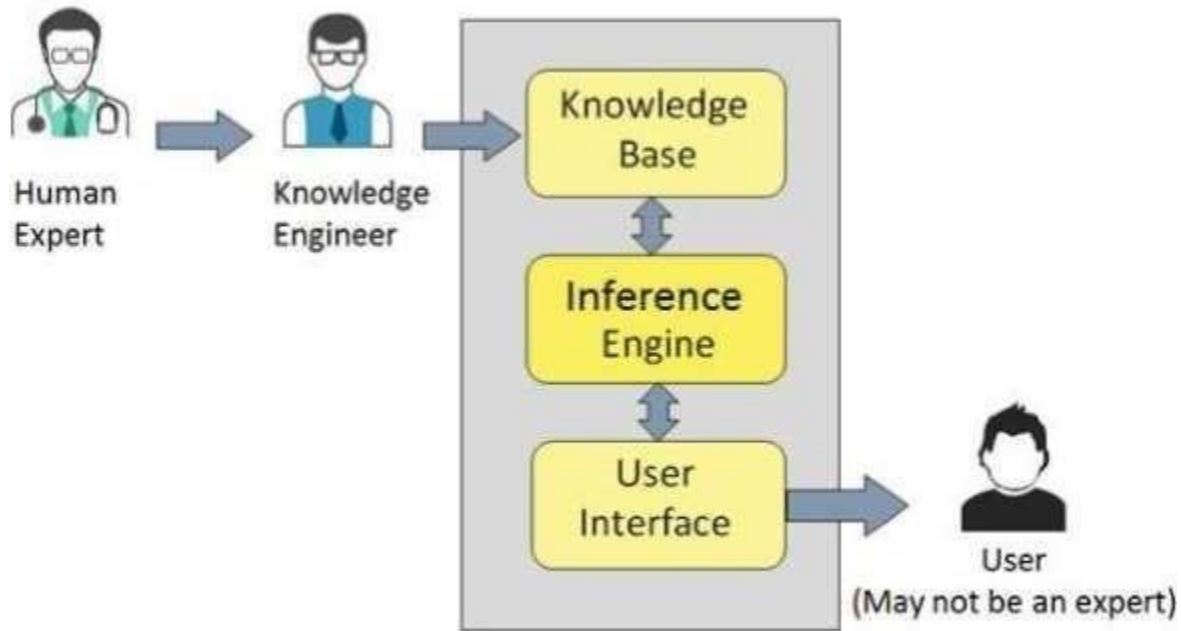 Human
Expert
Knowledge
Engineer
Knowledge
Base
Inference
Engine
User
Interface
User
(May not be an expert)